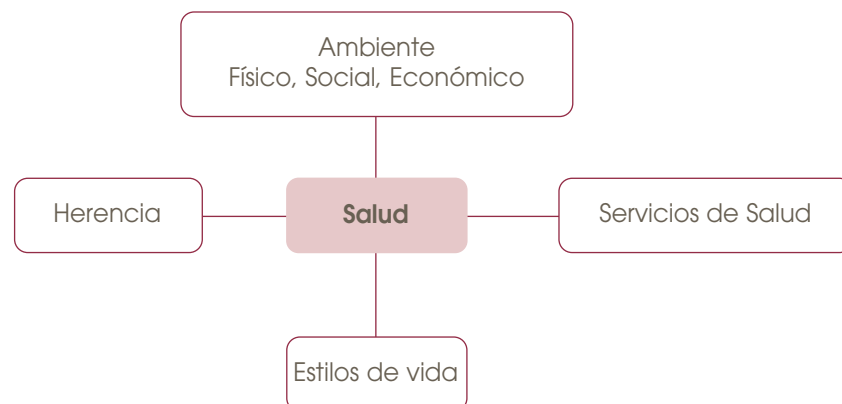 Ambiente
Físico, Social, Económico
Herencia
Salud
Servicios de Salud
Estilos de vida